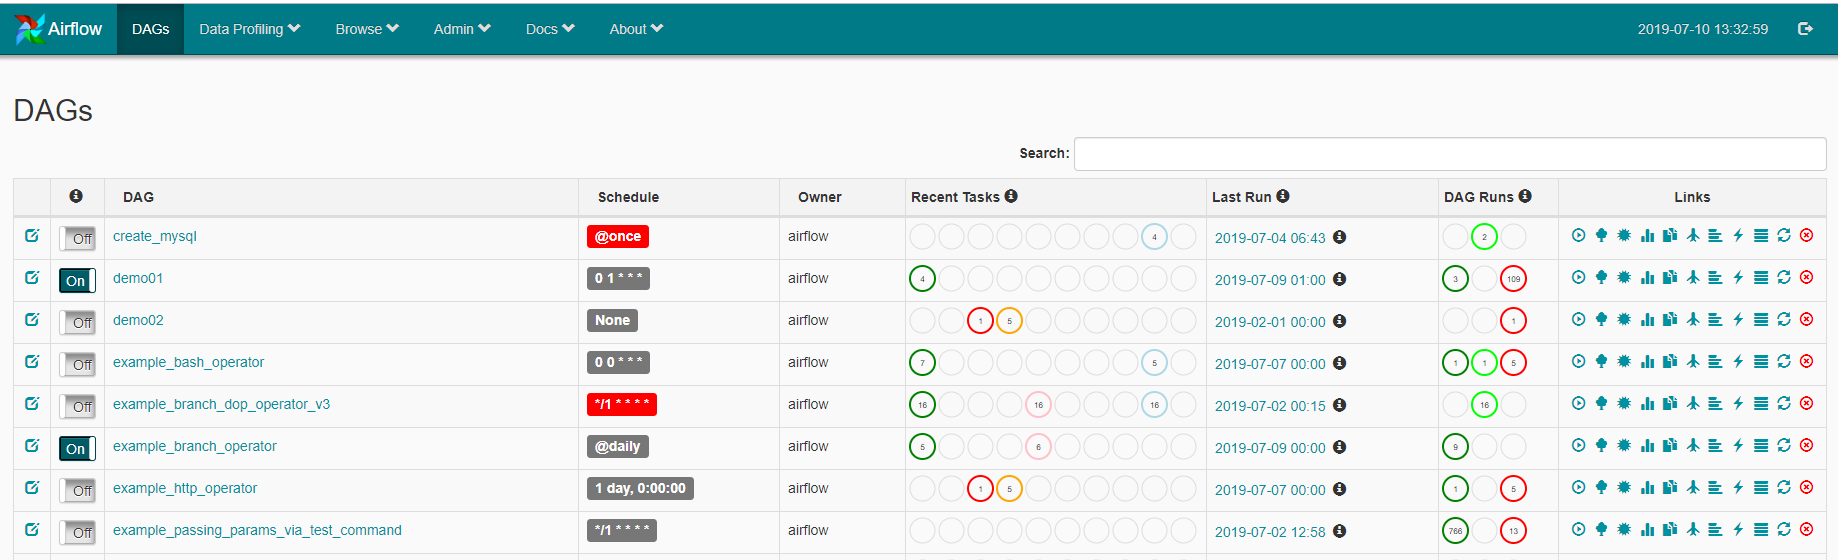 Airflow DAGs Data Profiling Browse Admin Docs About 2019-07-10 13:32:59
DAGs
Search:
DAG Schedule Owner Recent Tasks Last Run DAG Runs Links
Off create_mysql @once airflow 4 2019-07-04 06:43 2
On demo01 0 1 * * * airflow 4 2019-07-09 01:00 3 109
Off demo02 None airflow 1 5 2019-02-01 00:00 1
Off example_bash_operator 0 0 * * * airflow 7 5 2019-07-07 00:00 1 1 5
Off example_branch_dop_operator_v3 */1 * * * * airflow 16 16 16 2019-07-02 00:15 16
On example_branch_operator @daily airflow 5 6 2019-07-09 00:00 9
Off example_http_operator 1 day, 0:00:00 airflow 1 5 2019-07-07 00:00 1 5
Off example_passing_params_via_test_command */1 * * * * airflow 2019-07-02 12:58 766 13